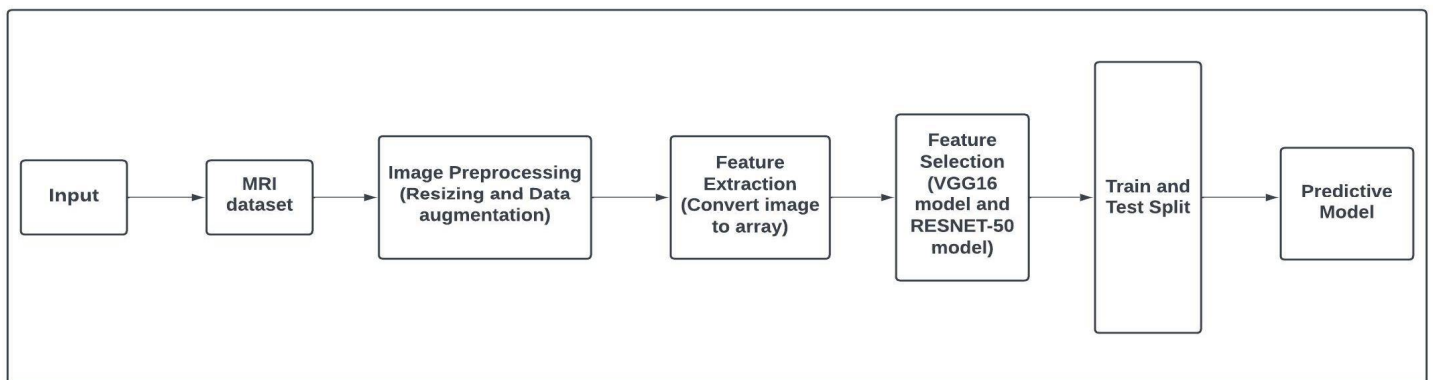 Input
MRI
dataset
Image Preprocessing
(Resizing and Data
augmentation)
Feature
Extraction
(Convert image
to array)
Feature
Selection
(VGG16
model and
RESNET-50
model)
Train and
Test Split
Predictive
Model